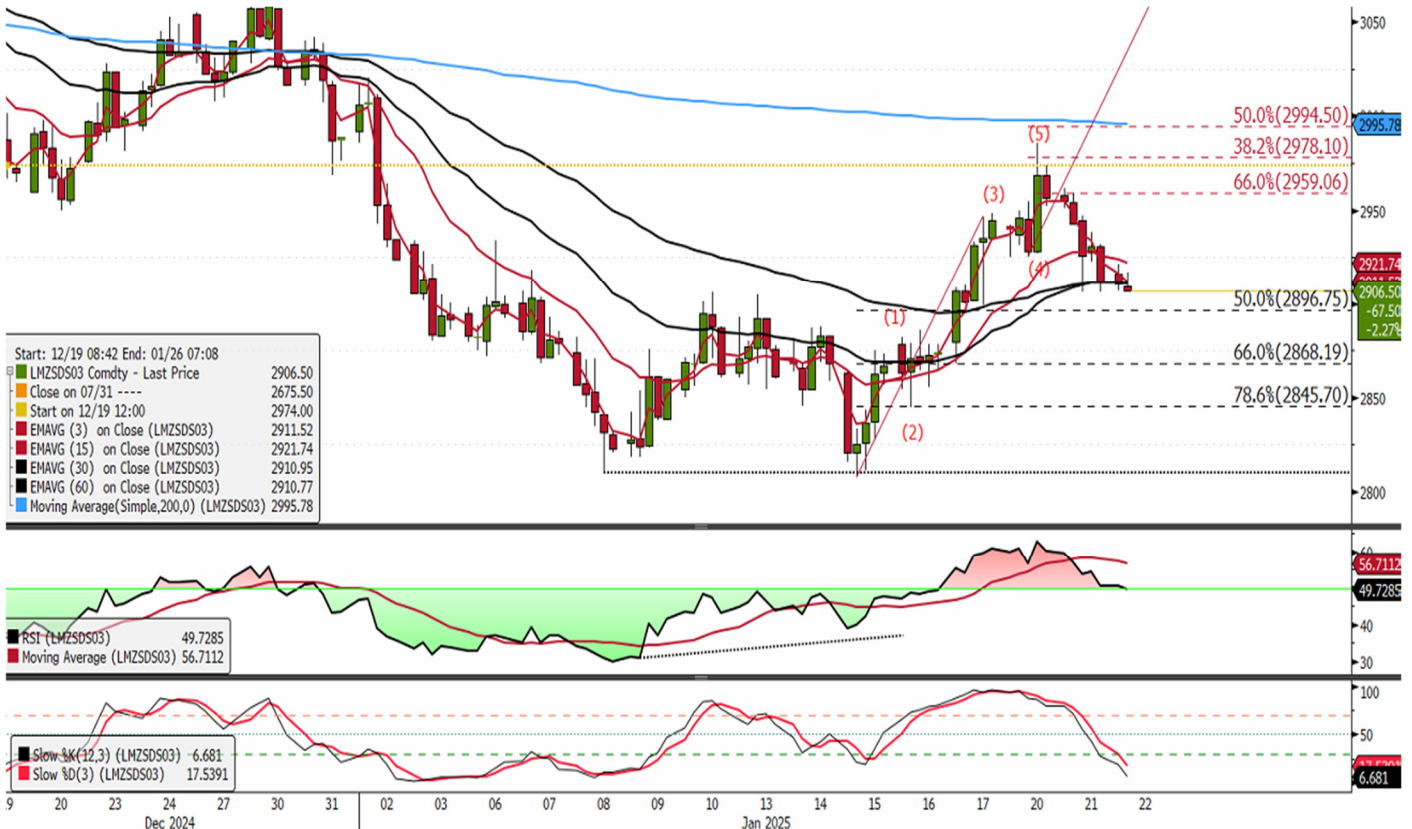 3050
50.0%(2994.50)
2995.78
(5)
38.2%(2978.10)
66.0%(2959.06)
(3)
2950
(4)
2921.74
2906.50
50.0%(2896.75)
-67.50
-2.27%
(1)
66.0%(2868.19)
2850
78.6%(2845.70)
(2)
2800
Start: 12/19 08:42 End: 01/26 07:08
LMZSDS03 Comdty - Last Price 2906.50
Close on 07/31 ---- 2675.50
Start on 12/19 12:00 2974.00
EMAVG (3) on Close (LMZSDS03) 2911.52
EMAVG (15) on Close (LMZSDS03) 2921.74
EMAVG (30) on Close (LMZSDS03) 2910.95
EMAVG (60) on Close (LMZSDS03) 2910.77
Moving Average(Simple,200,0) (LMZSDS03) 2995.78
56.7112
49.7285
40
30
RSI (LMZSDS03) 49.7285
Moving Average (LMZSDS03) 56.7112
100
50
6.681
Slow %K(12,3) (LMZSDS03) 6.681
Slow %D(3) (LMZSDS03) 17.5391
20 23 24 27 30 31 02 03 06 07 08 09 10 13 14 15 16 17 20 21 22
Dec 2024 Jan 2025